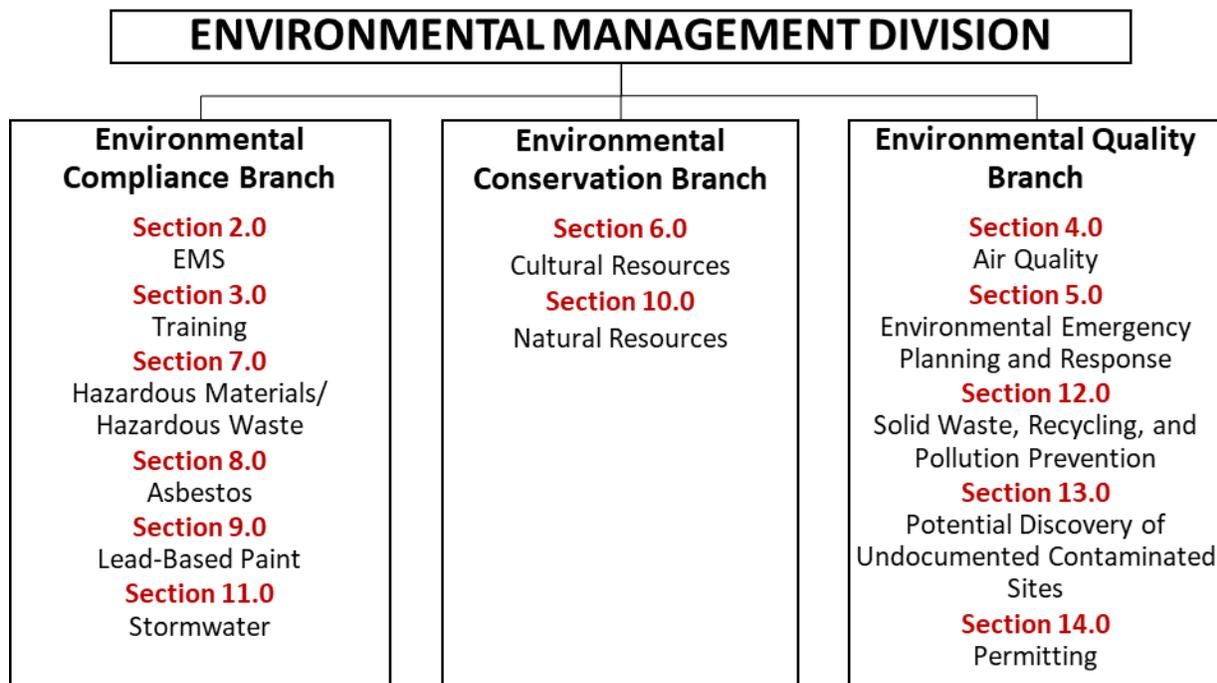 ENVIRONMENTAL MANAGEMENT DIVISION
Environmental
Compliance Branch
Section 2.0
EMS
Section 3.0
Training
Section 7.0
Hazardous Materials/
Hazardous Waste
Section 8.0
Asbestos
Section 9.0
Lead-Based Paint
Section 11.0
Stormwater
Environmental
Conservation Branch
Section 6.0
Cultural Resources
Section 10.0
Natural Resources
Environmental Quality
Branch
Section 4.0
Air Quality
Section 5.0
Environmental Emergency
Planning and Response
Section 12.0
Solid Waste, Recycling, and
Pollution Prevention
Section 13.0
Potential Discovery of
Undocumented Contaminated
Sites
Section 14.0
Permitting